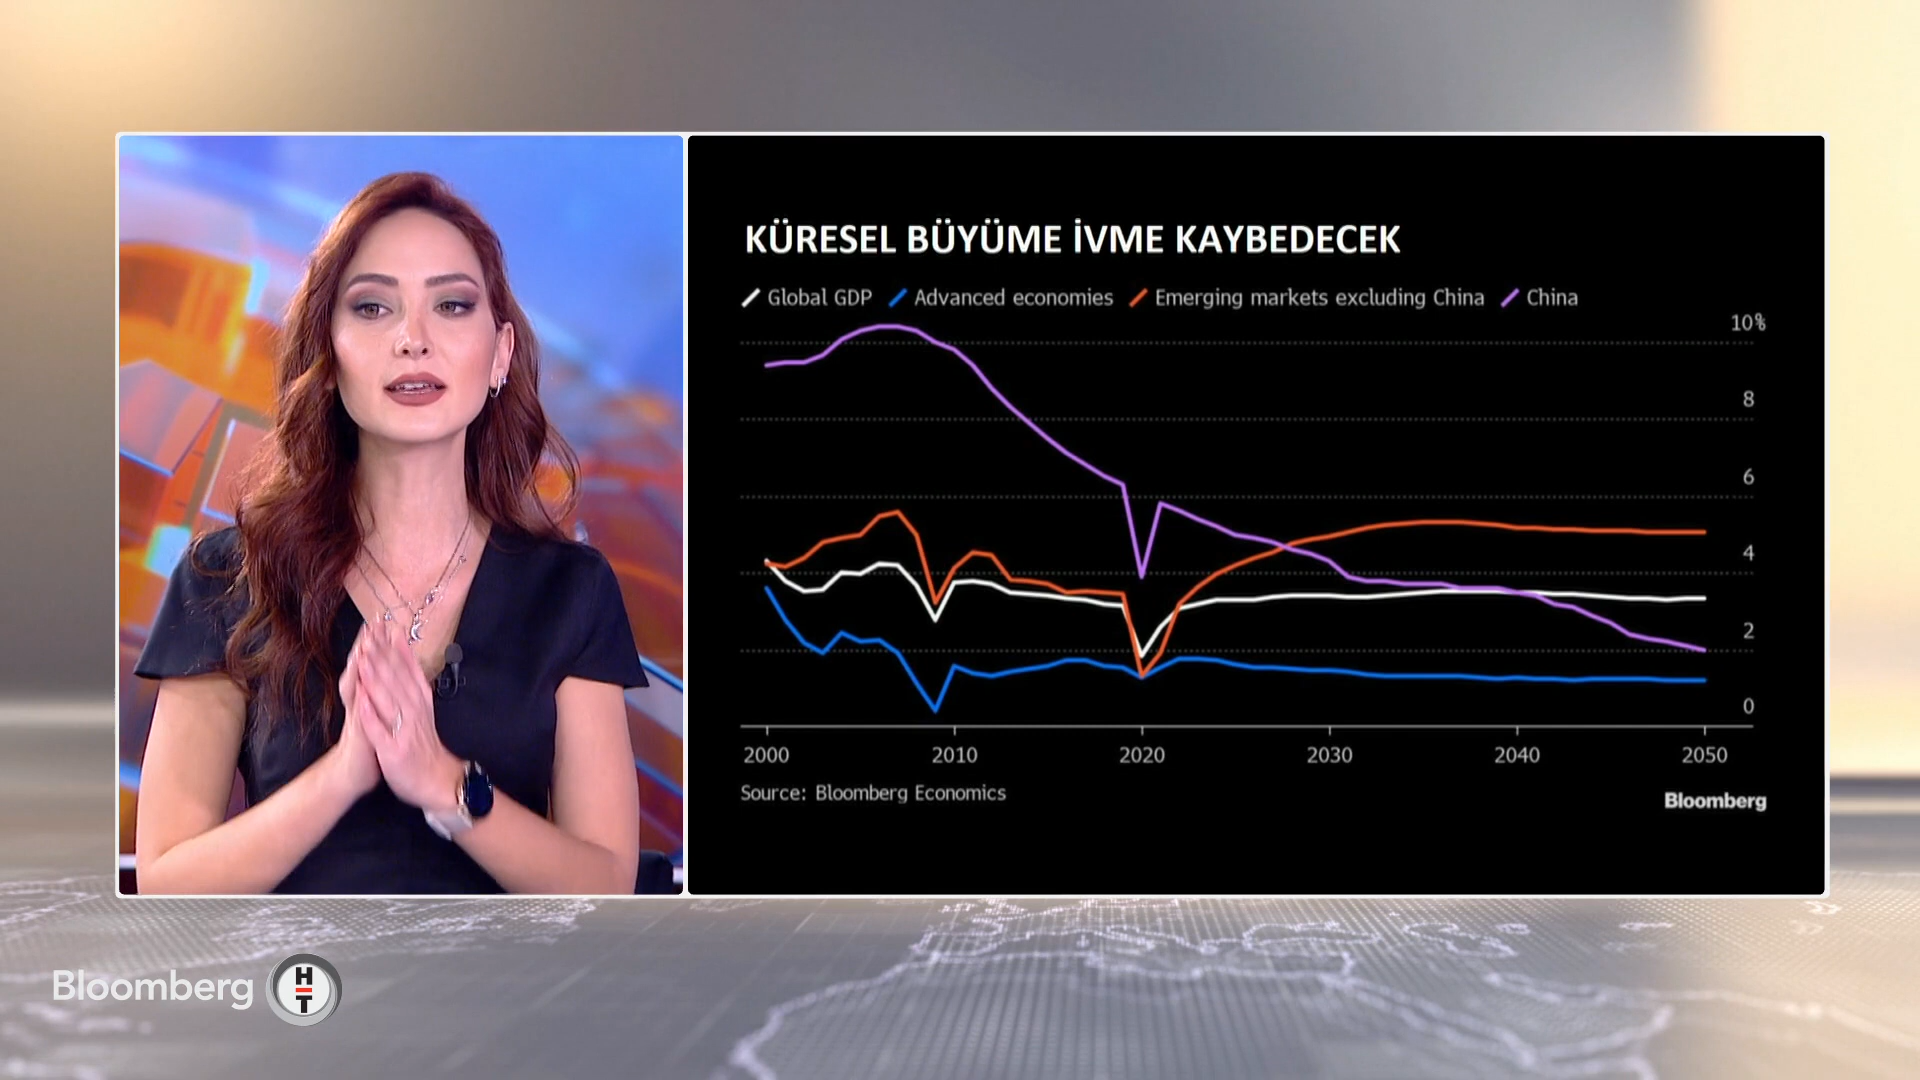 KÜRESEL BÜYÜME İVME KAYBEDECEK
Global GDP Advanced economies Emerging markets excluding China China
10%
8
6
4
2
0
2000 2010 2020 2030 2040 2050
Source: Bloomberg Economics
Bloomberg
Bloomberg HT